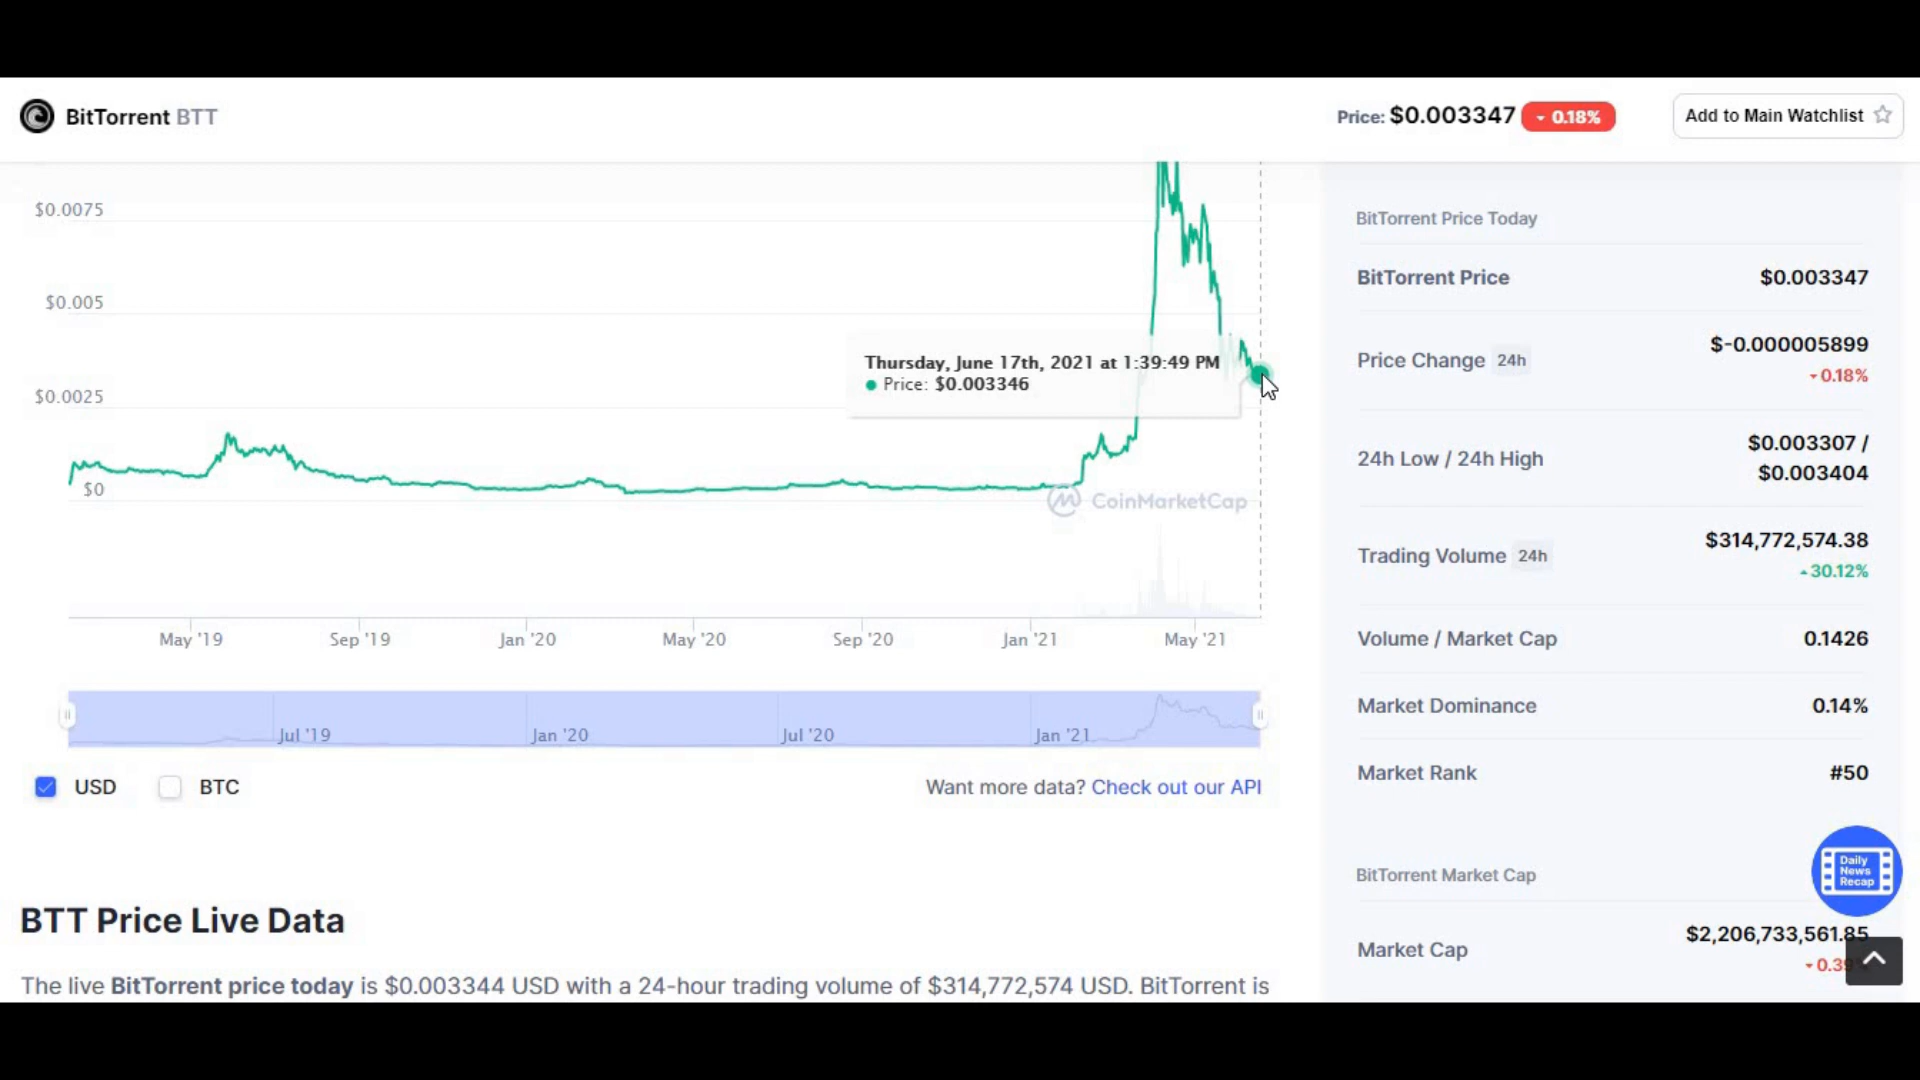 BitTorrent BTT
Price: $0.003347 0.18%
Add to Main Watchlist
$0.0075
$0.005
$0.0025
$0
Thursday, June 17th, 2021 at 1:39:49 PM
Price: $0.003346
CoinMarketCap
May '19 Sep '19 Jan '20 May '20 Sep '20 Jan '21 May '21
Jul '19 Jan '20 Jul '20 Jan '21
USD BTC
Want more data? Check out our API
BTT Price Live Data
The live BitTorrent price today is $0.003344 USD with a 24-hour trading volume of $314,772,574 USD. BitTorrent is
BitTorrent Price Today
BitTorrent Price $0.003347
Price Change 24h $-0.000005899
0.18%
24h Low / 24h High $0.003307 /
$0.003404
Trading Volume 24h $314,772,574.38
30.12%
Volume / Market Cap 0.1426
Market Dominance 0.14%
Market Rank #50
Daily
News
Recap
BitTorrent Market Cap
Market Cap $2,206,733,561.85